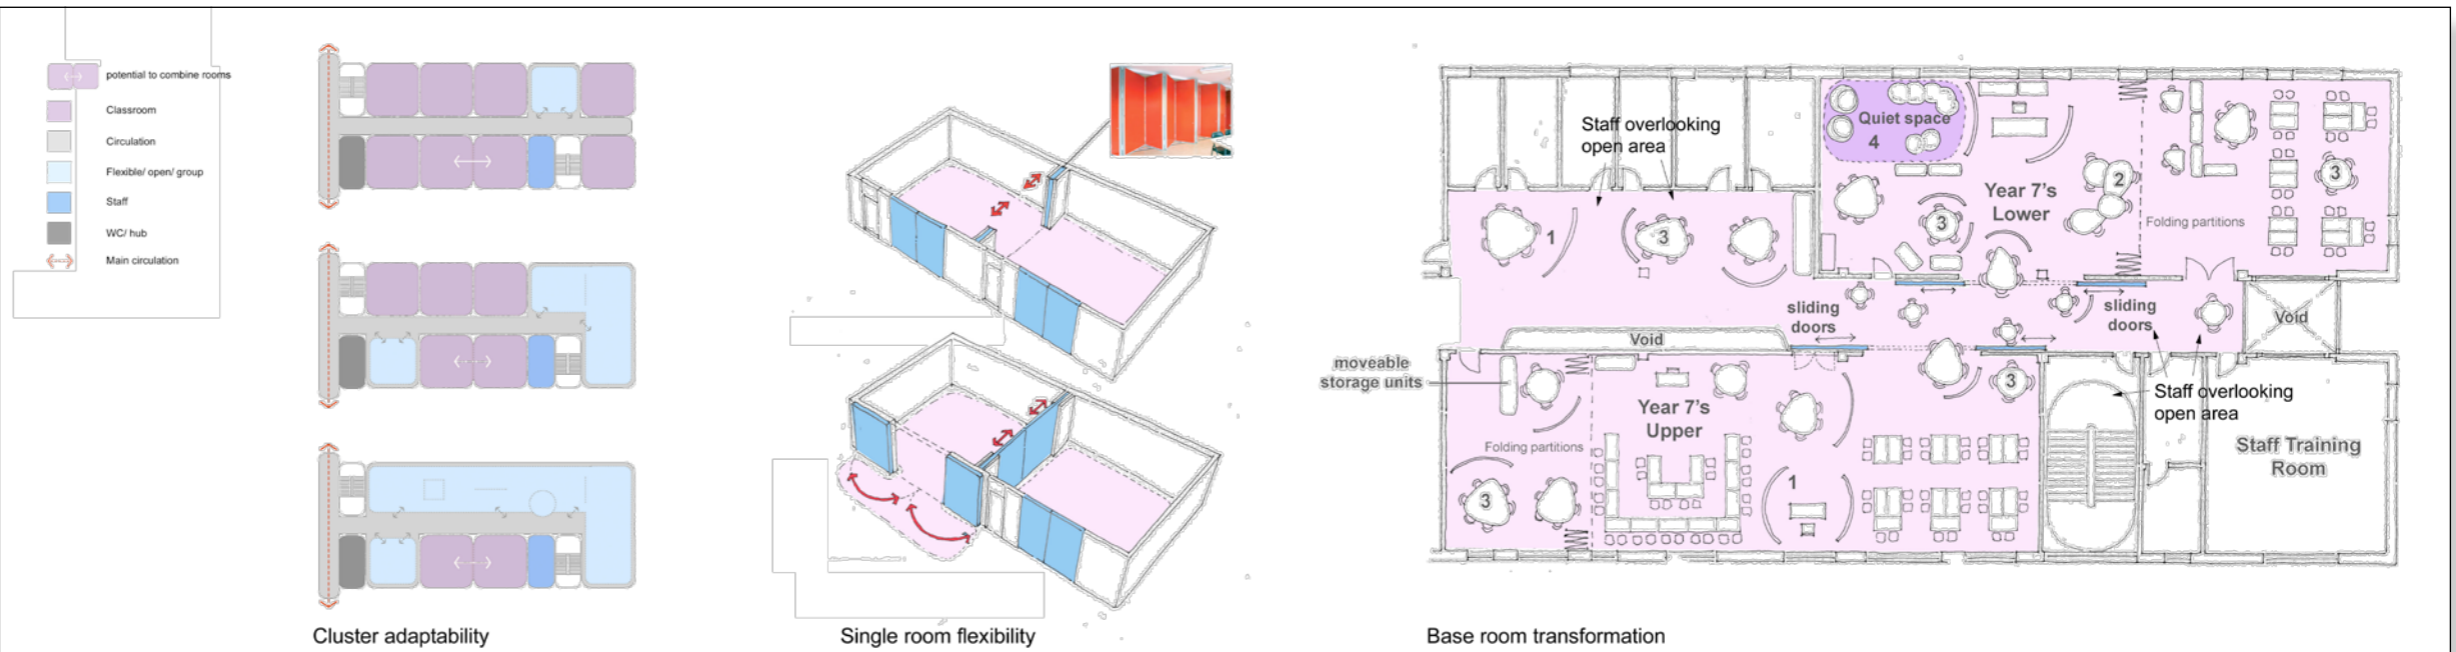 potential to combine rooms
Classroom
Circulation
Flexible/ open/ group
Staff
WC/ hub
Main circulation
Cluster adaptability
Single room flexibility
Staff overlooking
open area
Quiet space
4
Year 7's
Lower
1
3
3
2
3
Folding partitions
sliding
doors
sliding
doors
Void
Void
moveable
storage units
Staff overlooking
open area
Year 7's
Upper
Folding partitions
3
3
1
Staff Training
Room
Base room transformation